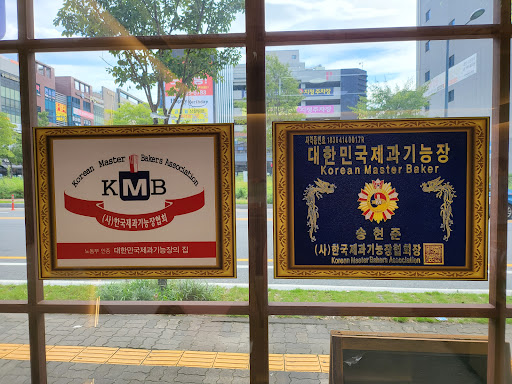 Korean Master Bakers Association
KMB
(사)한국제과기능장협회
노동부 인증 대한민국제과기능장의 집
대한민국제과기능장
Korean Master Baker
송현준
(사)한국제과기능장협회장
Korean Master Bakers Association